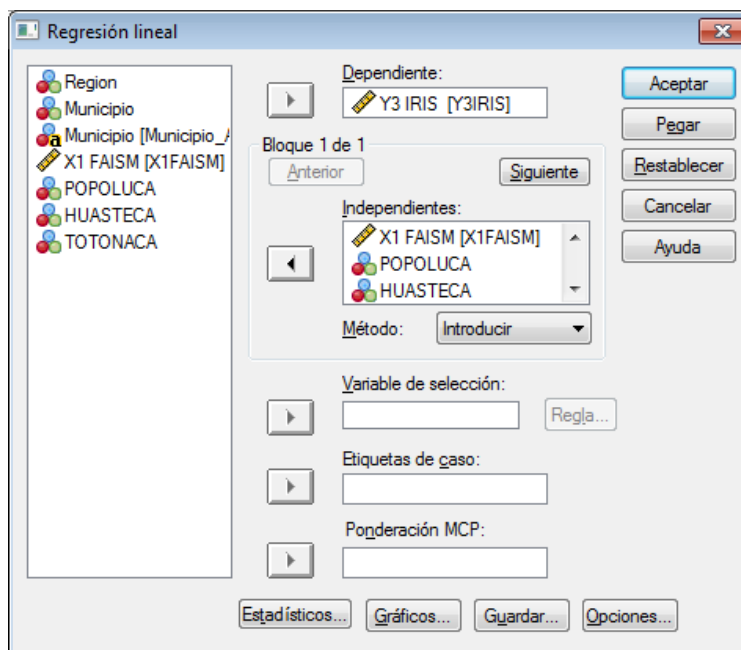 Regresión lineal
Region
Municipio
Municipio [Municipio_A
X1 FAISM [X1FAISM]
POPOLUCA
HUASTECA
TOTONACA
Dependiente:
Y3 IRIS [Y3IRIS]
Bloque 1 de 1
Anterior
Siguiente
Independientes:
X1 FAISM [X1FAISM]
POPOLUCA
HUASTECA
Método:
Introducir
Variable de selección:
Regla...
Etiquetas de caso:
Ponderación MCP:
Aceptar
Pegar
Restablecer
Cancelar
Ayuda
Estadísticos...
Gráficos...
Guardar...
Opciones...